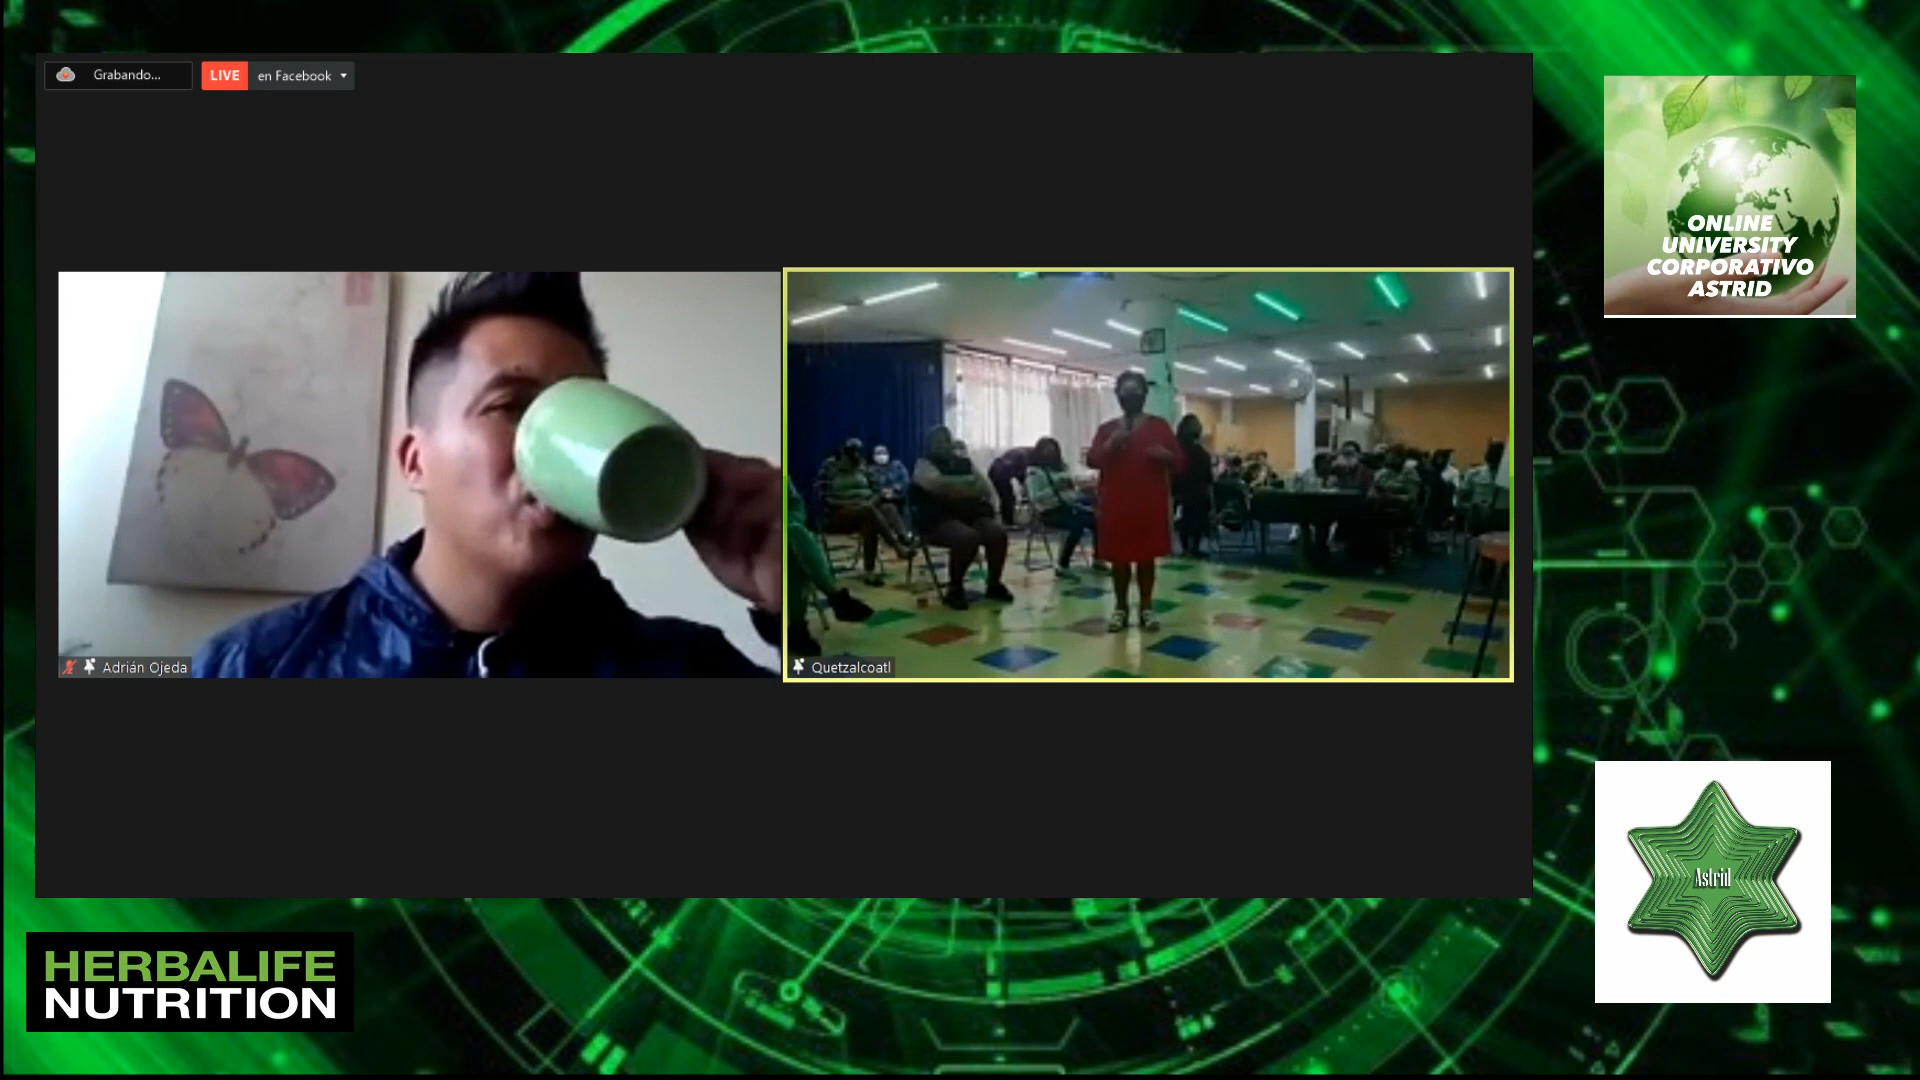 Grabando...
LIVE en Facebook
ONLINE
UNIVERSITY
CORPORATIVO
ASTRID
Adrián Ojeda
Quetzalcoatl
Astrid
HERBALIFE
NUTRITION